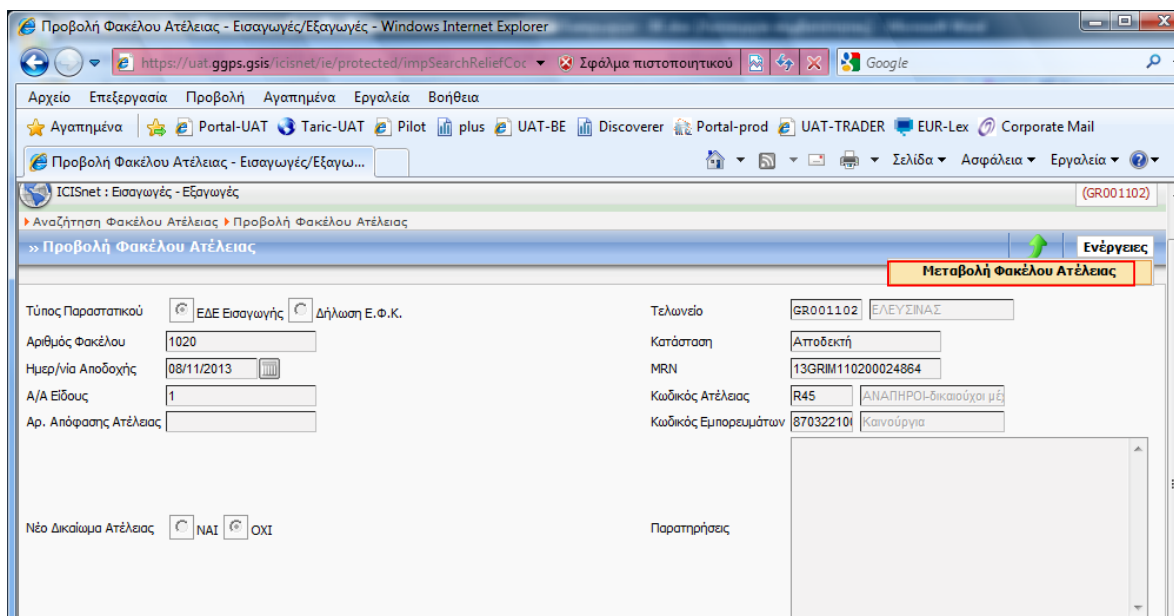 Προβολή Φακέλου Ατέλειας - Εισαγωγές/Εξαγωγές - Windows Internet Explorer
https://uat.ggps.gsis/icisnet/ie/protected/impSearchReliefCoc Σφάλμα πιστοποιητικού Google
Αρχείο Επεξεργασία Προβολή Αγαπημένα Εργαλεία Βοήθεια
Αγαπημένα Portal-UAT Taric-UAT Pilot plus UAT-BE Discoverer Portal-prod UAT-TRADER EUR-Lex Corporate Mail
Προβολή Φακέλου Ατέλειας - Εισαγωγές/Εξαγω... Σελίδα Ασφάλεια Εργαλεία
ICISnet : Εισαγωγές - Εξαγωγές (GR001102)
Αναζήτηση Φακέλου Ατέλειας Προβολή Φακέλου Ατέλειας
» Προβολή Φακέλου Ατέλειας Ενέργειες
Μεταβολή Φακέλου Ατέλειας
Τύπος Παραστατικού ΕΔΕ Εισαγωγής Δήλωση Ε.Φ.Κ. Τελωνείο GR001102 ΕΛΕΥΣΙΝΑΣ
Αριθμός Φακέλου 1020 Κατάσταση Αποδεκτή
Ημερ/νία Αποδοχής 08/11/2013 MRN 13GRIM110200024864
Α/Α Είδους 1 Κωδικός Ατέλειας R45 ΑΝΑΠΗΡΟΙ-δικαιούχοι μέχ
Αρ. Απόφασης Ατέλειας Κωδικός Εμπορευμάτων 870322100 Καινούργια
Νέο Δικαίωμα Ατέλειας ΝΑΙ ΟΧΙ Παρατηρήσεις